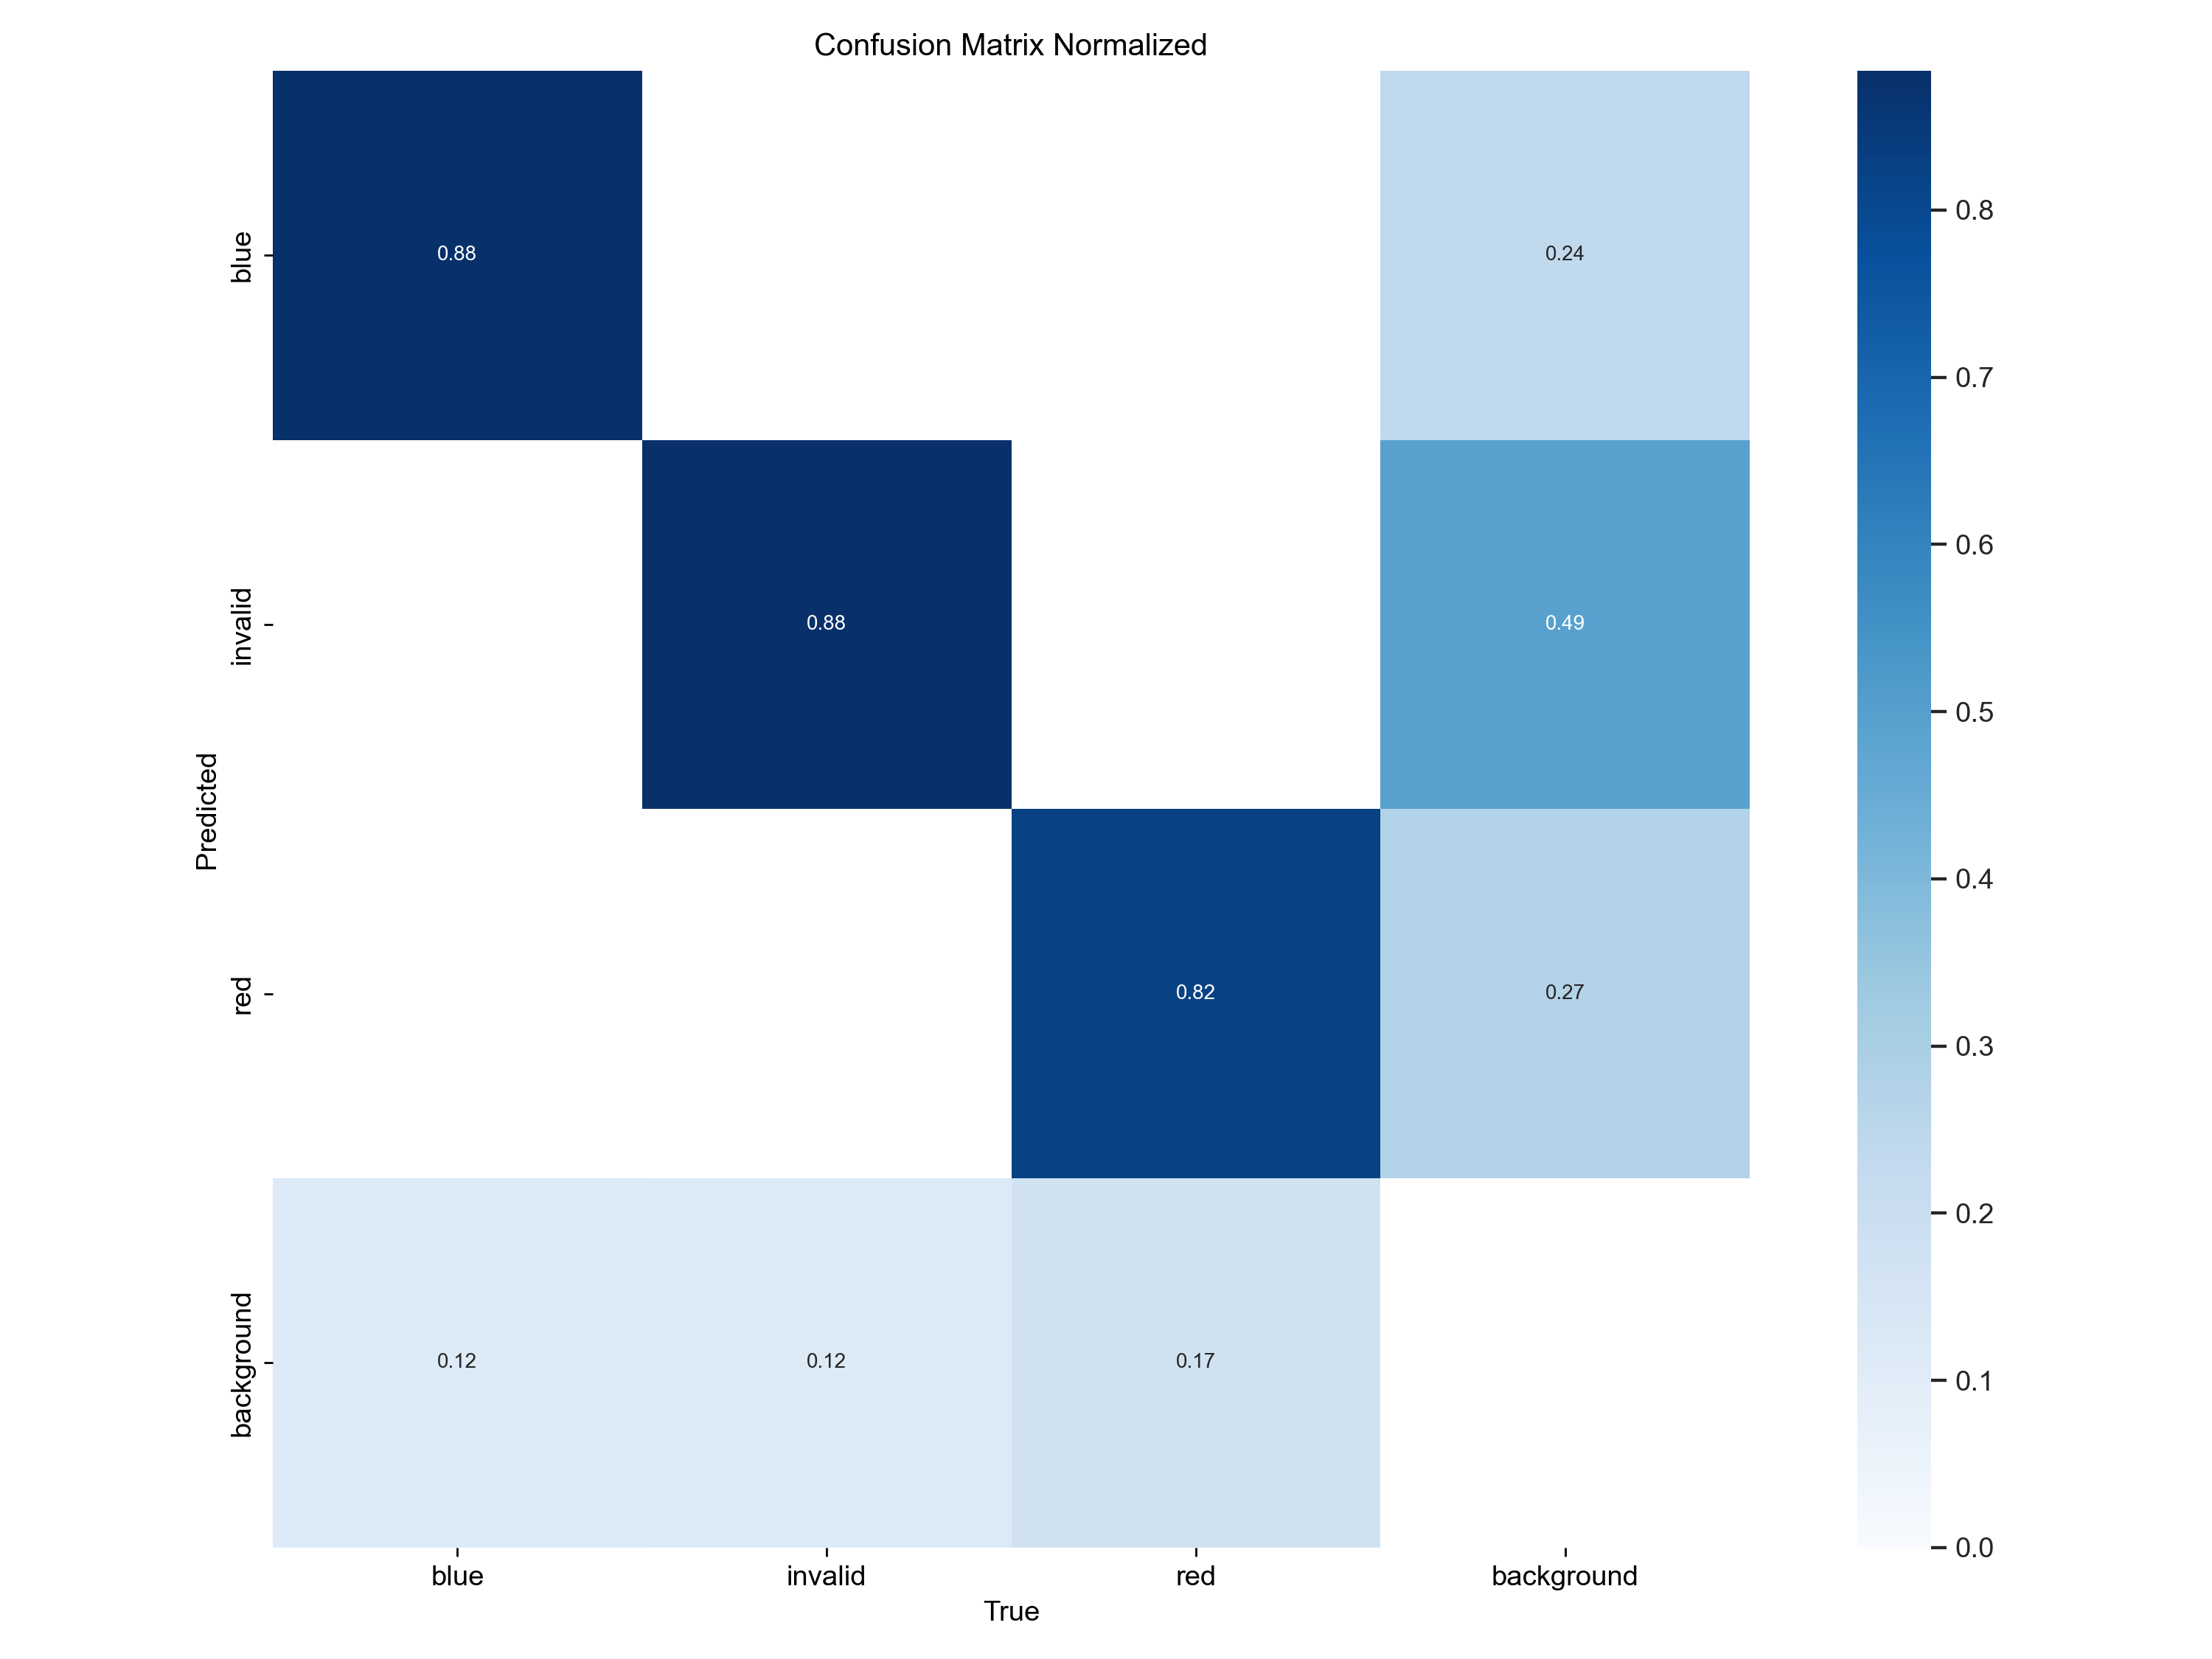 Confusion Matrix Normalized
blue
0.88
0.24
invalid
0.88
0.49
red
0.82
0.27
background
0.12
0.12
0.17
Predicted
blue
invalid
red
background
True
0.8
0.7
0.6
0.5
0.4
0.3
0.2
0.1
0.0